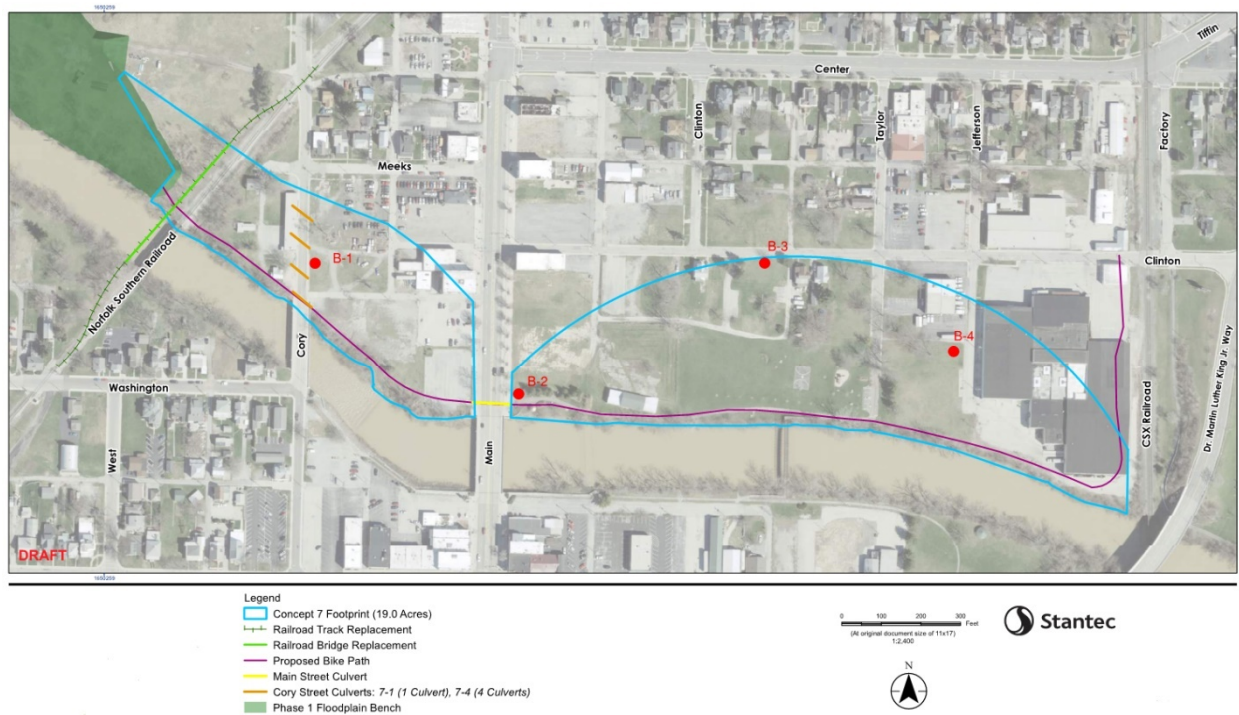 1690259
Tiffin
Center
Clinton
Taylor
Jefferson
Factory
Meeks
B-3
B-1
Clinton
Norfolk Southern Railroad
Cory
B-4
B-2
Washington
Dr. Martin Luther King Jr. Way
CSX Railroad
West
Main
DRAFT
Legend
Concept 7 Footprint (19.0 Acres)
Railroad Track Replacement
Railroad Bridge Replacement
Proposed Bike Path
Main Street Culvert
Cory Street Culverts: 7-1 (1 Culvert), 7-4 (4 Culverts)
Phase 1 Floodplain Bench
0 100 200 300
Feet
(At original document size of 11x17)
1:2,400
Stantec
N